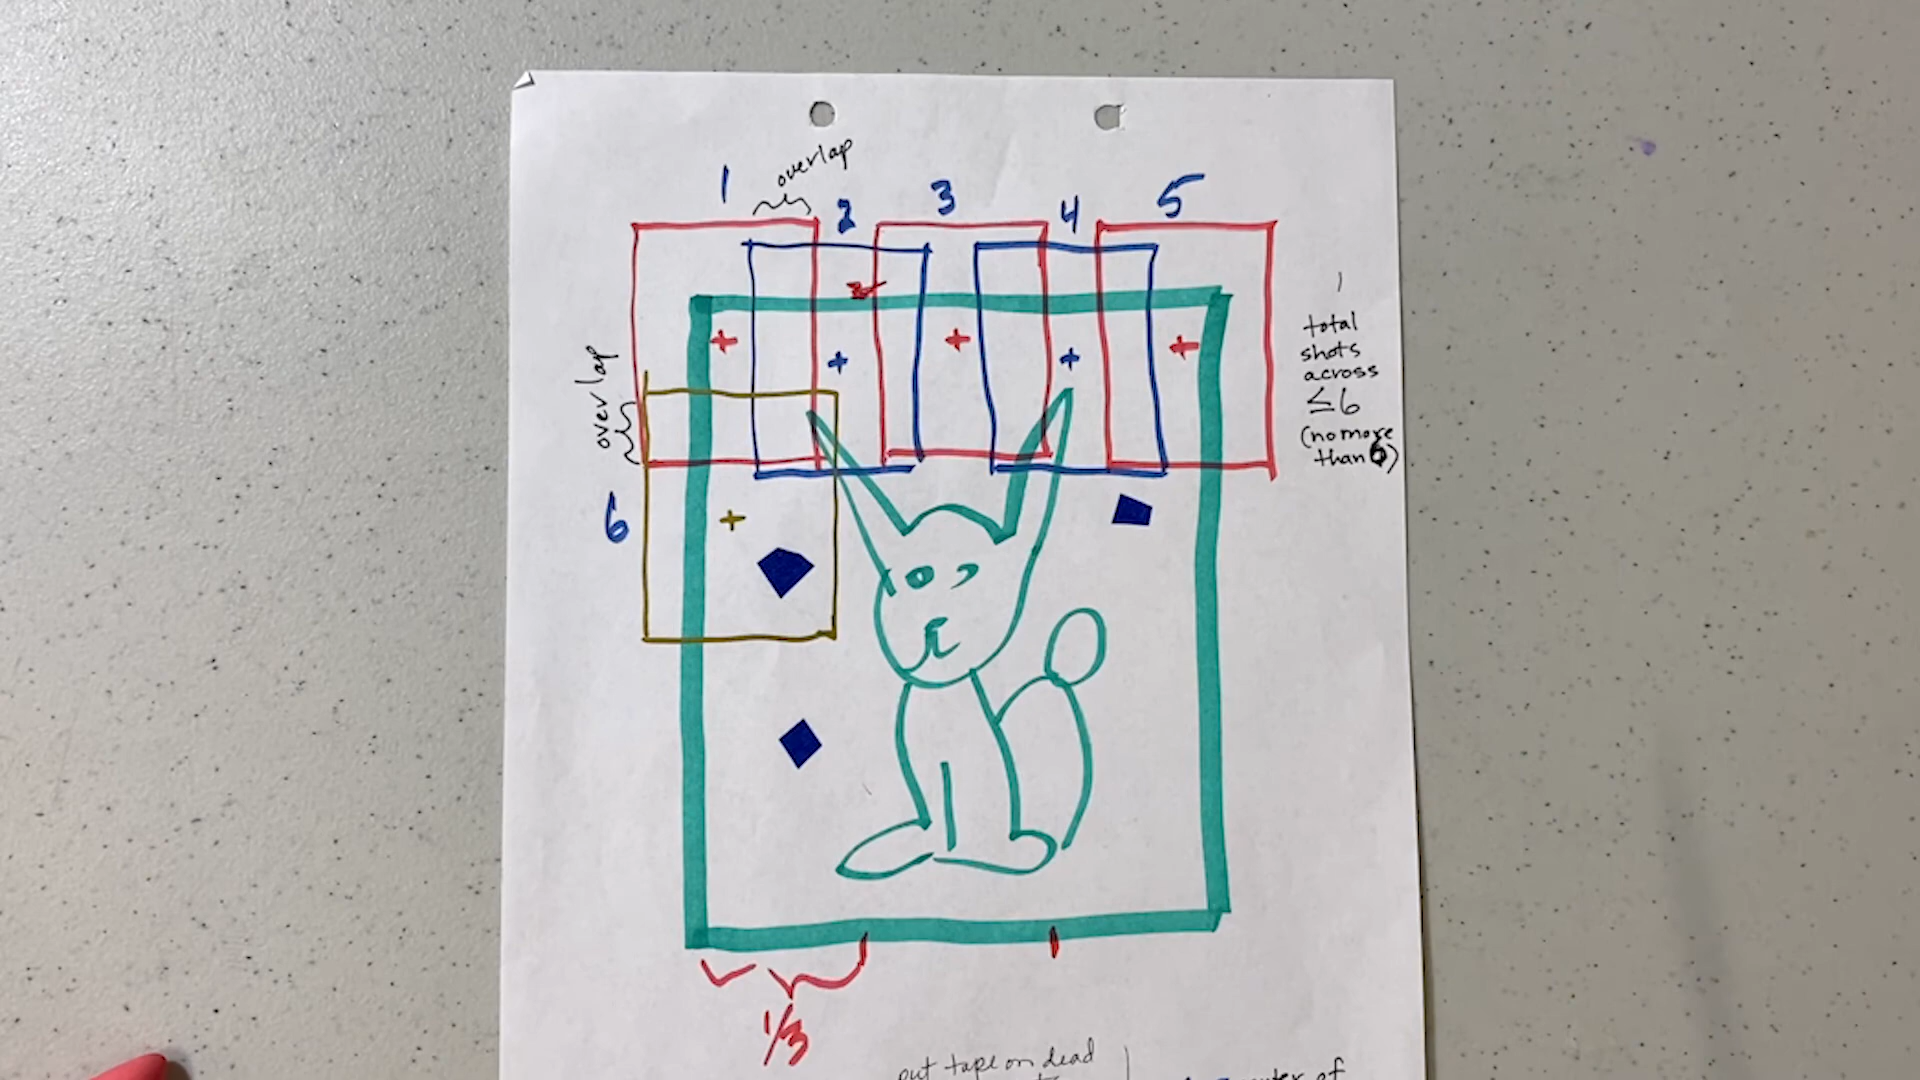 overlap
1 2 3 4 5
overlap
6
total
shots
across
≤6
(no more
than 6)
1/3
put tape on dead
of